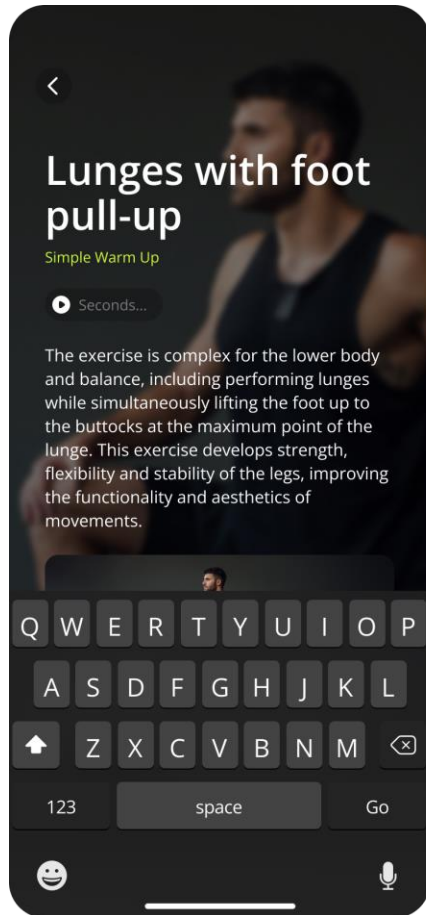 Lunges with foot
pull-up
Simple Warm Up
Seconds...
The exercise is complex for the lower body
and balance, including performing lunges
while simultaneously lifting the foot up to
the buttocks at the maximum point of the
lunge. This exercise develops strength,
flexibility and stability of the legs, improving
the functionality and aesthetics of
movements.
Q W E R T Y U I O P
A S D F G H J K L
Z X C V B N M
123 space Go